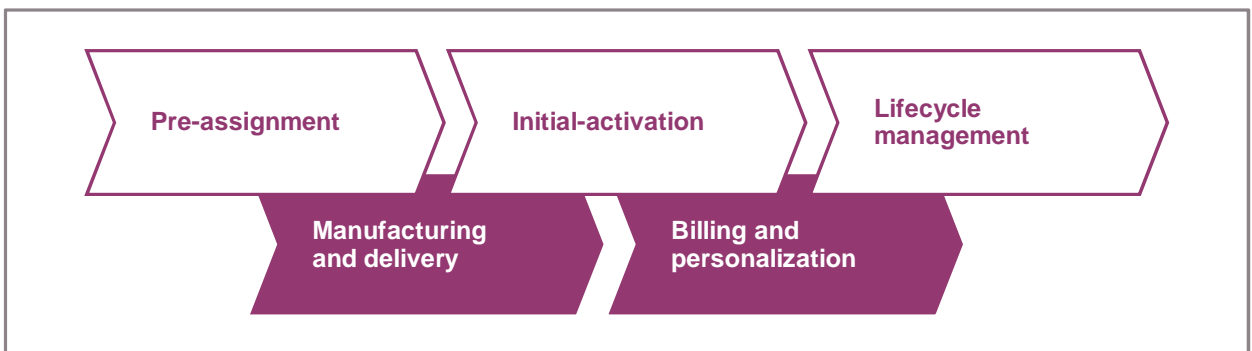 Pre-assignment
Initial-activation
Lifecycle
management
Manufacturing
and delivery
Billing and
personalization